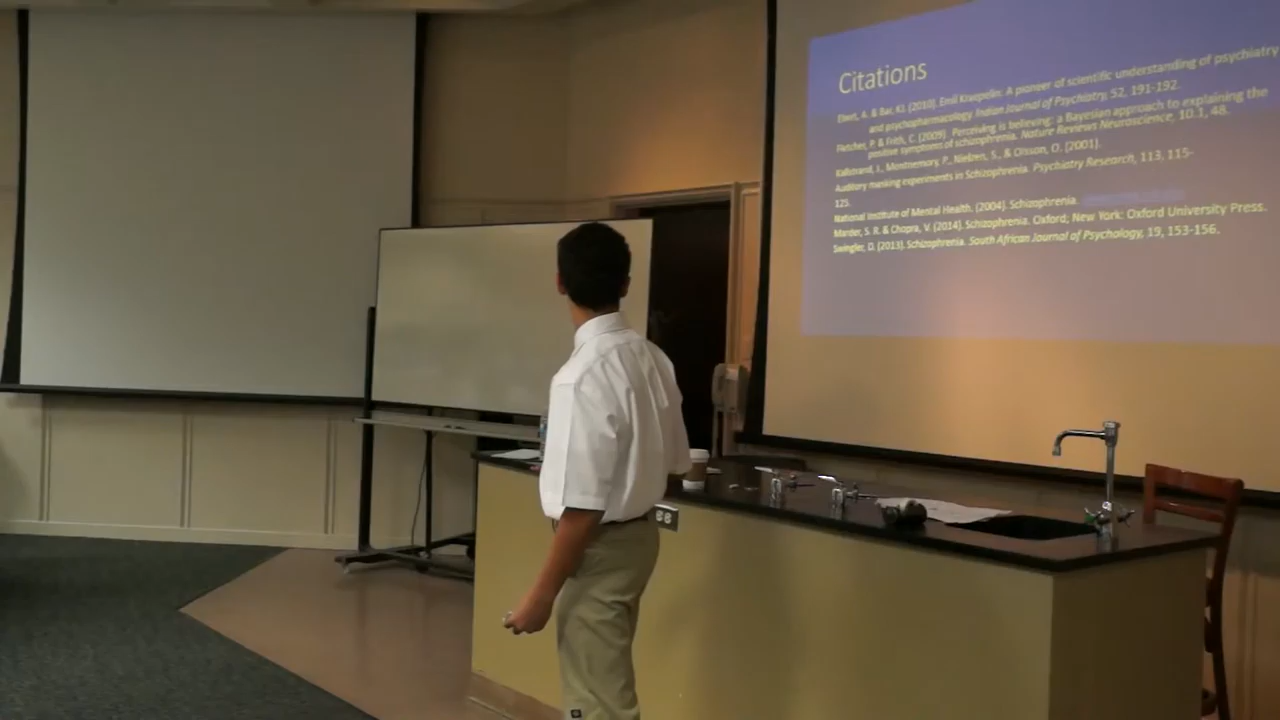 Citations
Ebert, A. & Bar, KJ. (2010). Emil Kraepelin: A pioneer of scientific understanding of psychiatry
and psychopharmacology Indian Journal of Psychiatry, 52, 191-192.
Fletcher, P. & Frith, C. (2009). Perceiving is believing: a Bayesian approach to explaining the
positive symptoms of schizophrenia. Nature Reviews Neuroscience, 10.1, 48.
Kallstrand, J., Montnemory, P., Nielzen, S., & Olsson, O. (2001).
Auditory masking experiments in Schizophrenia. Psychiatry Research, 113, 115-
125.
National Institute of Mental Health. (2004). Schizophrenia.
Marder, S. R. & Chopra, V. (2014). Schizophrenia. Oxford; New York: Oxford University Press.
Swingler, D. (2013). Schizophrenia. South African Journal of Psychology, 19, 153-156.